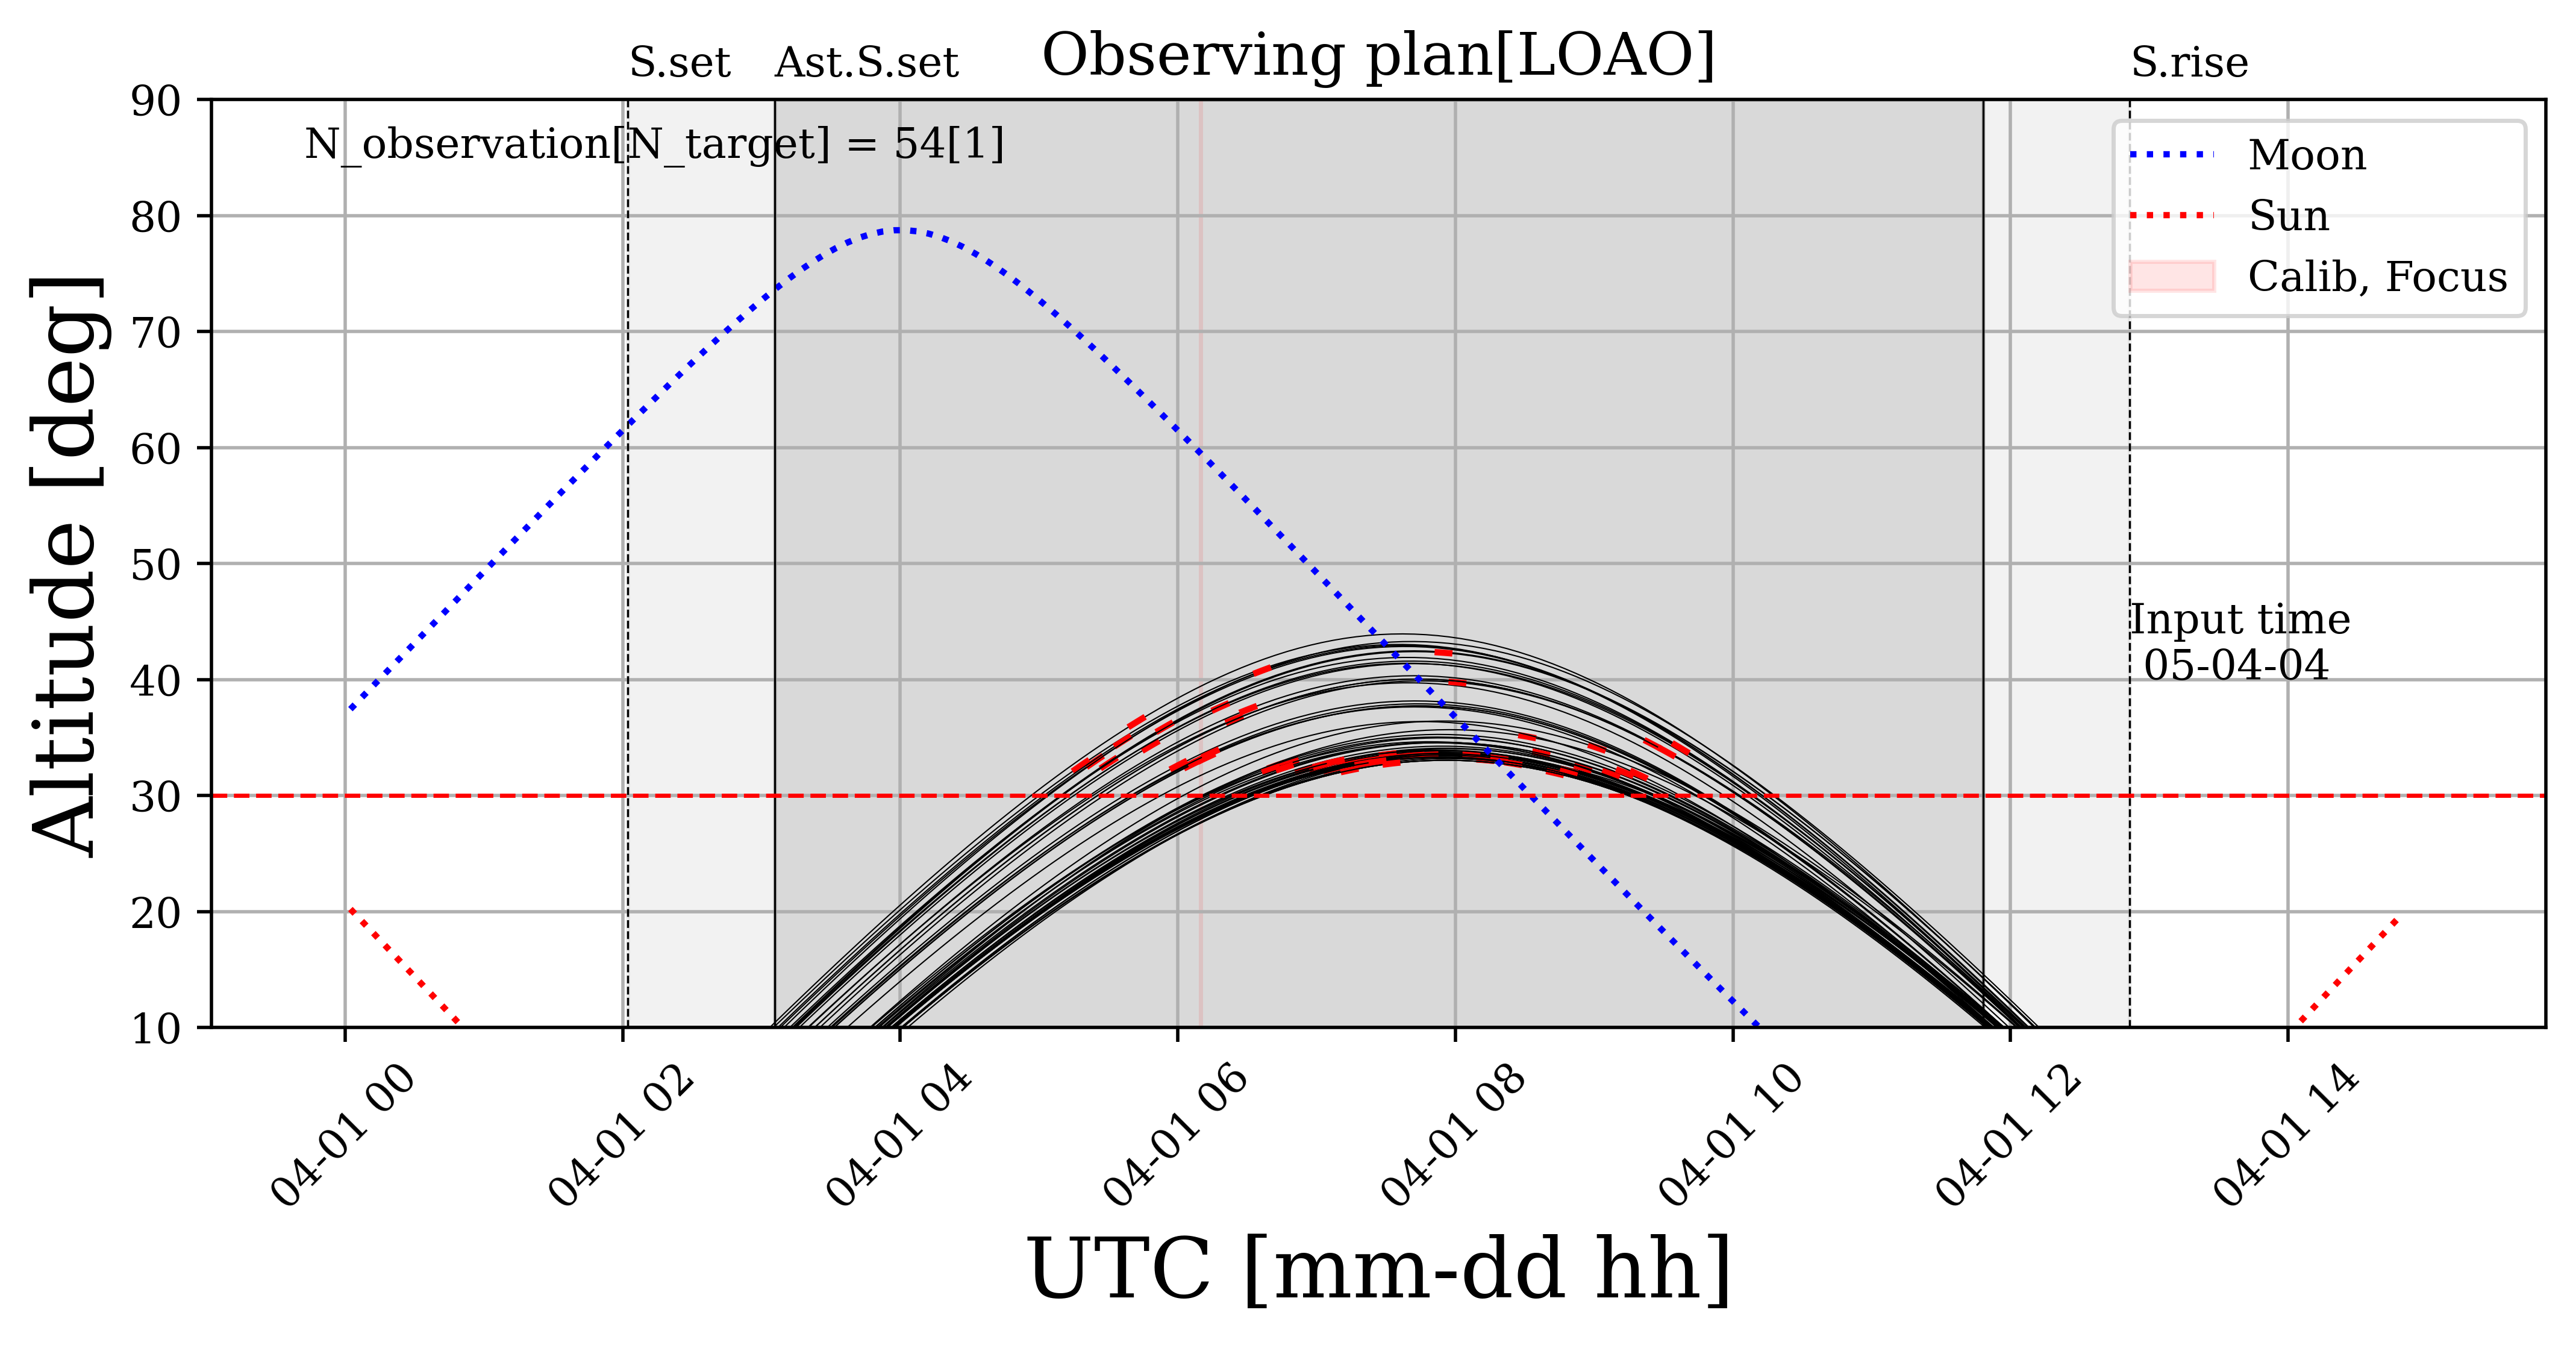 Observing plan[LOAO]
S.set
Ast.S.set
S.rise
N_observation[N_target] = 54[1]
Moon
Sun
Calib, Focus
Input time
05-04-04
Altitude [deg]
90
80
70
60
50
40
30
20
10
04-01 00
04-01 02
04-01 04
04-01 06
04-01 08
04-01 10
04-01 12
04-01 14
UTC [mm-dd hh]